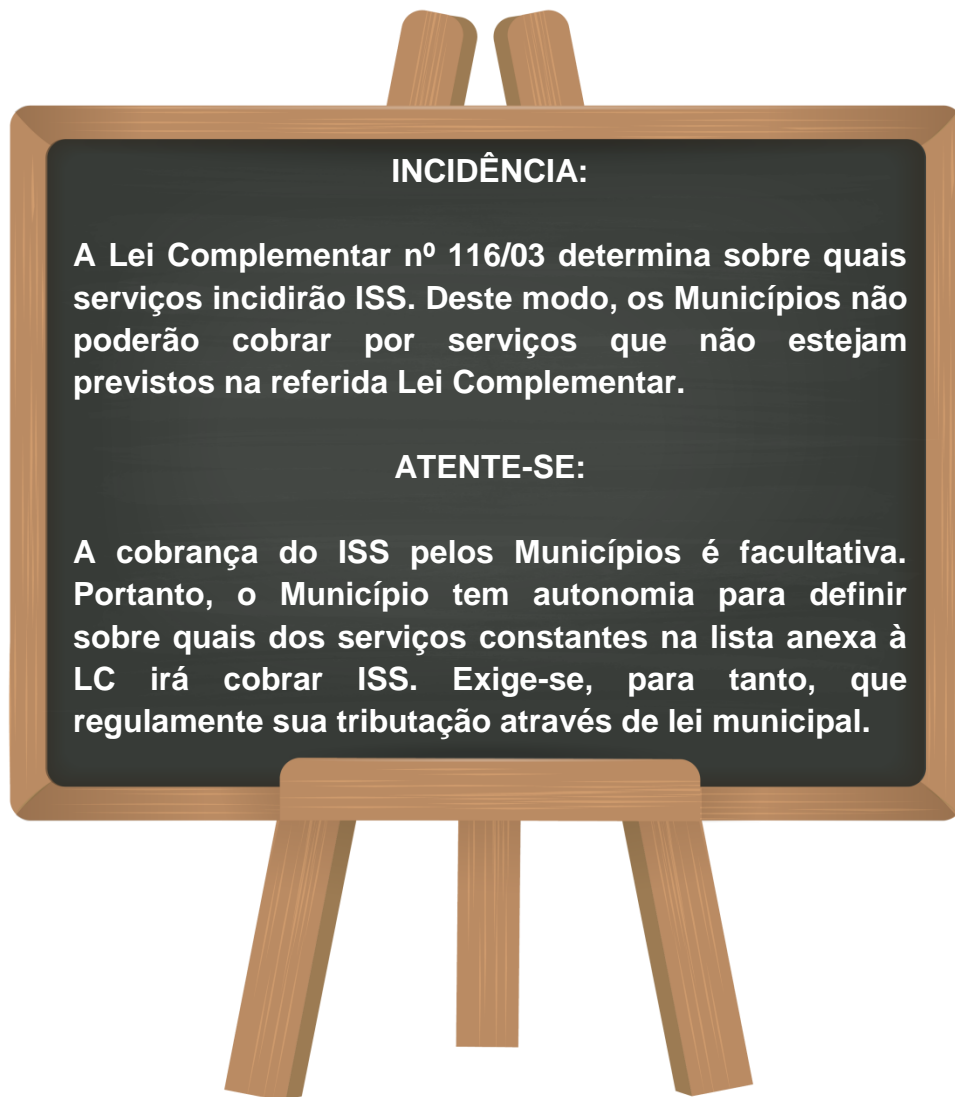 INCIDÊNCIA:
A Lei Complementar nº 116/03 determina sobre quais
serviços incidirão ISS. Deste modo, os Municípios não
poderão cobrar por serviços que não estejam
previstos na referida Lei Complementar.
ATENTE-SE:
A cobrança do ISS pelos Municípios é facultativa.
Portanto, o Município tem autonomia para definir
sobre quais dos serviços constantes na lista anexa à
LC irá cobrar ISS. Exige-se, para tanto, que
regulamente sua tributação através de lei municipal.